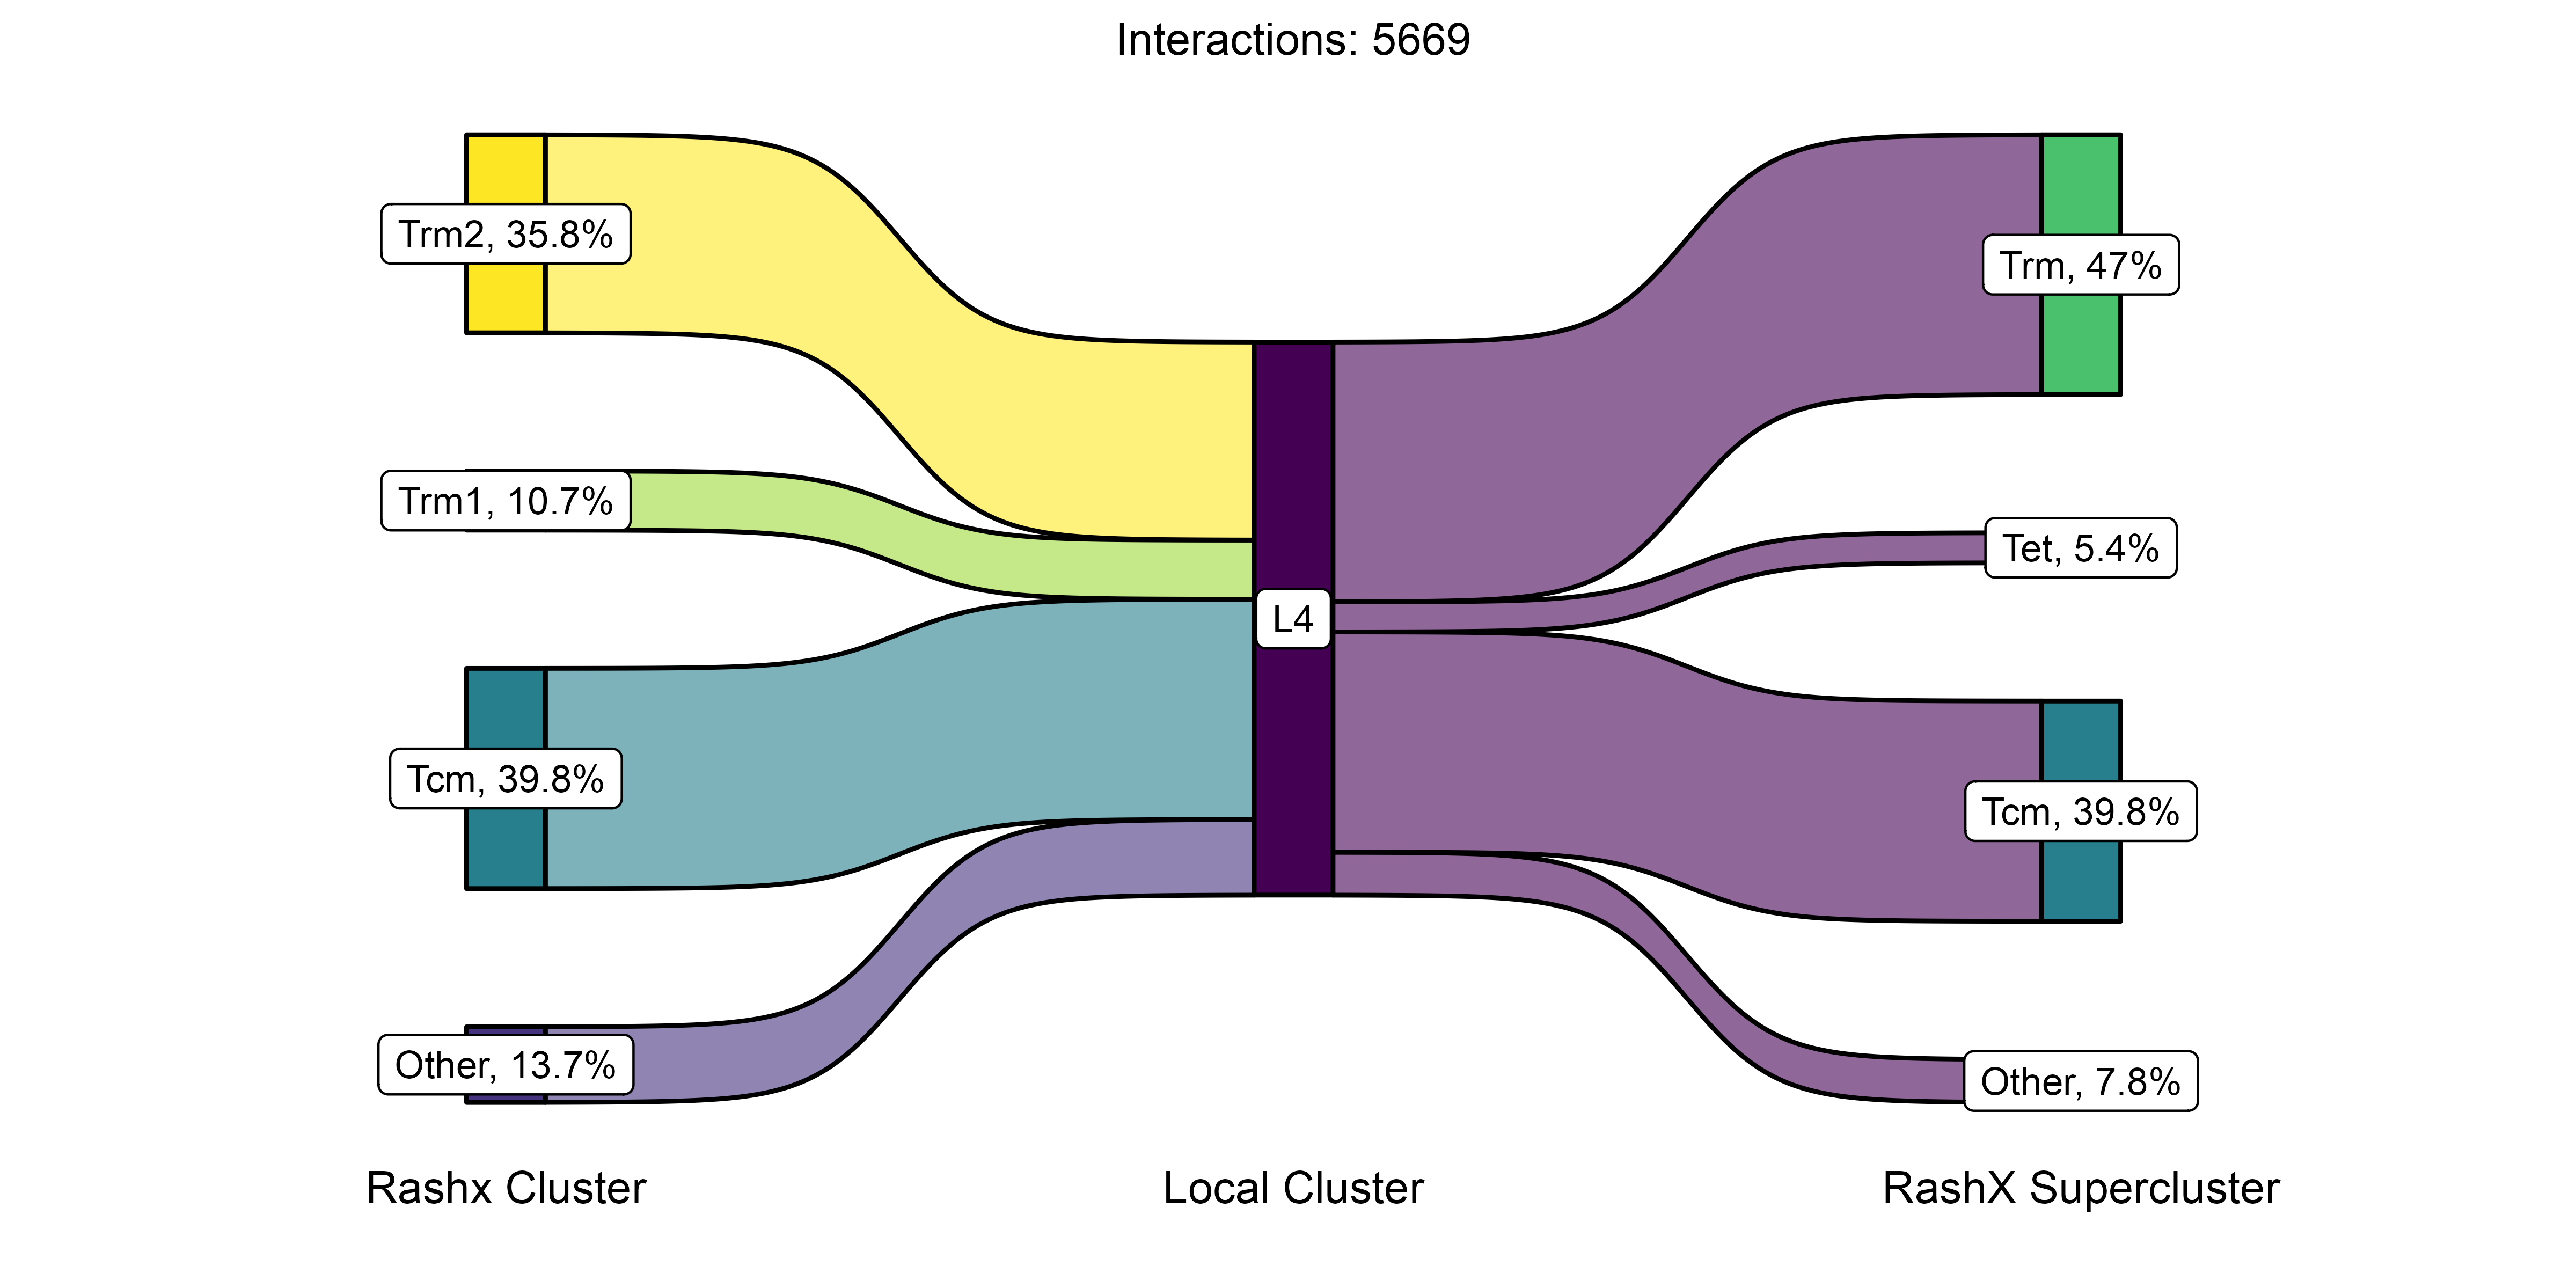 Interactions: 5669
Trm2, 35.8%
Trm, 47%
Trm1, 10.7%
Tet, 5.4%
L4
Tcm, 39.8%
Tcm, 39.8%
Other, 13.7%
Other, 7.8%
Rashx Cluster
Local Cluster
RashX Supercluster